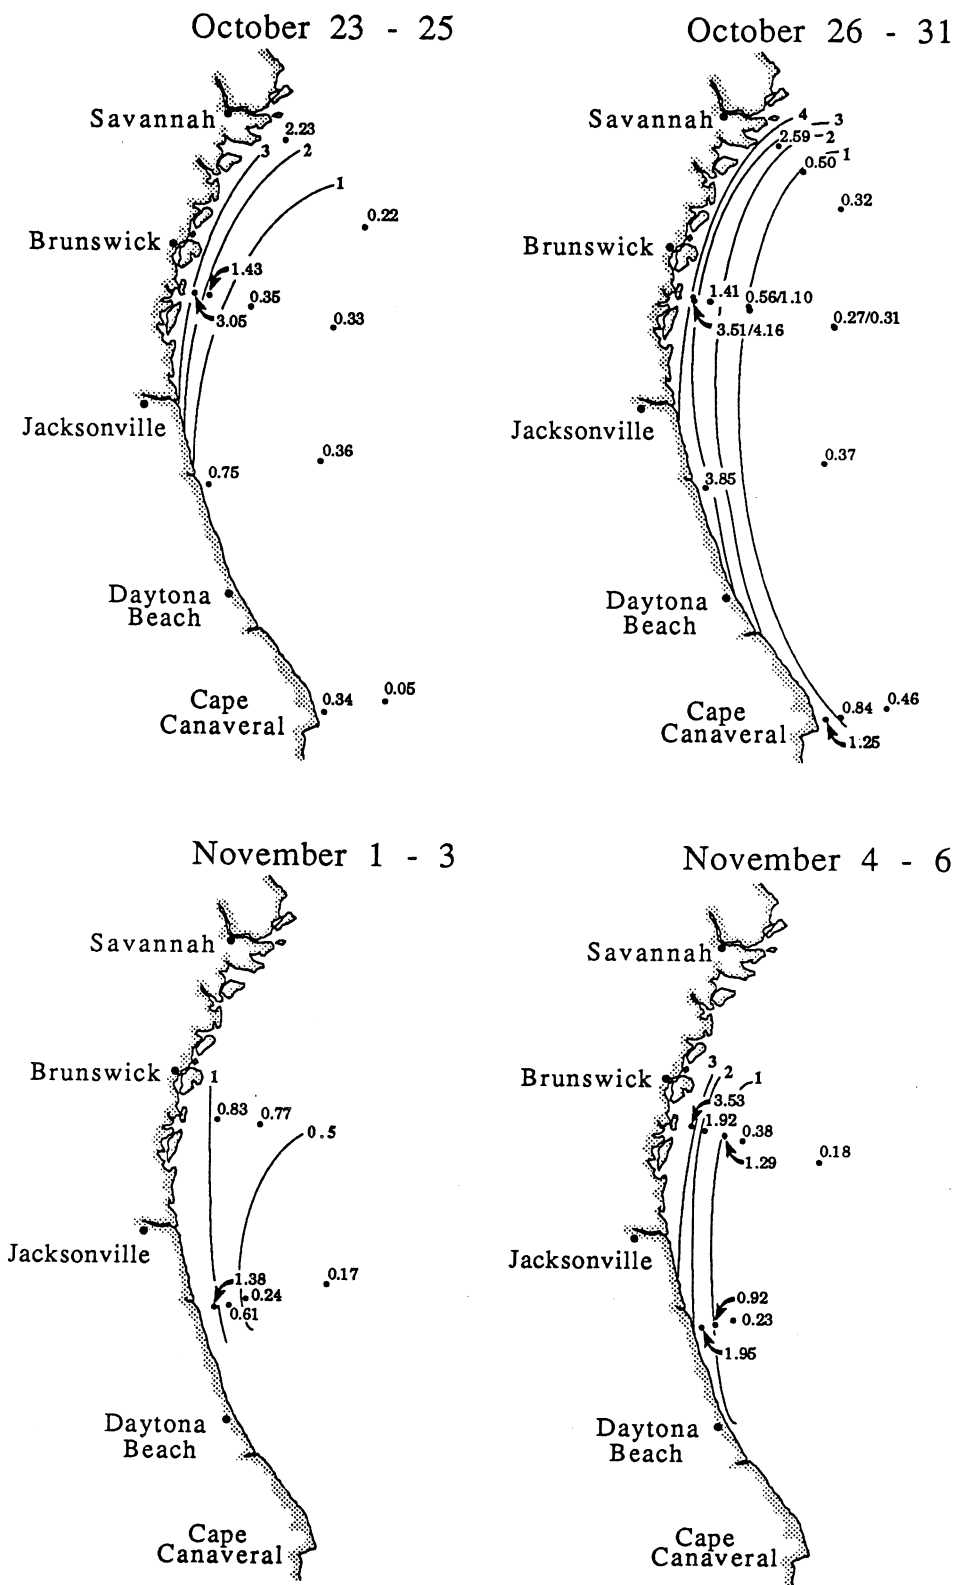 October 23 - 25
Savannah
2.23
3
2
1
0.22
Brunswick
1.43
0.35
3.05
0.33
Jacksonville
0.36
0.75
Daytona
Beach
0.05
Cape
0.34
Canaveral
October 26 - 31
Savannah
4 3
2.59 2
0.50 1
0.32
Brunswick
1.41
0.56/1.10
3.51/4.16
0.27/0.31
Jacksonville
0.37
3.85
Daytona
Beach
0.46
Cape
0.84
Canaveral
1.25
November 1 - 3
Savannah
Brunswick
1
0.83
0.77
0.5
Jacksonville
1.38
0.17
0.24
0.61
Daytona
Beach
Cape
Canaveral
November 4 - 6
Savannah
3
2
1
Brunswick
3.53
1.92
0.38
0.18
1.29
Jacksonville
0.92
0.23
1.95
Daytona
Beach
Cape
Canaveral